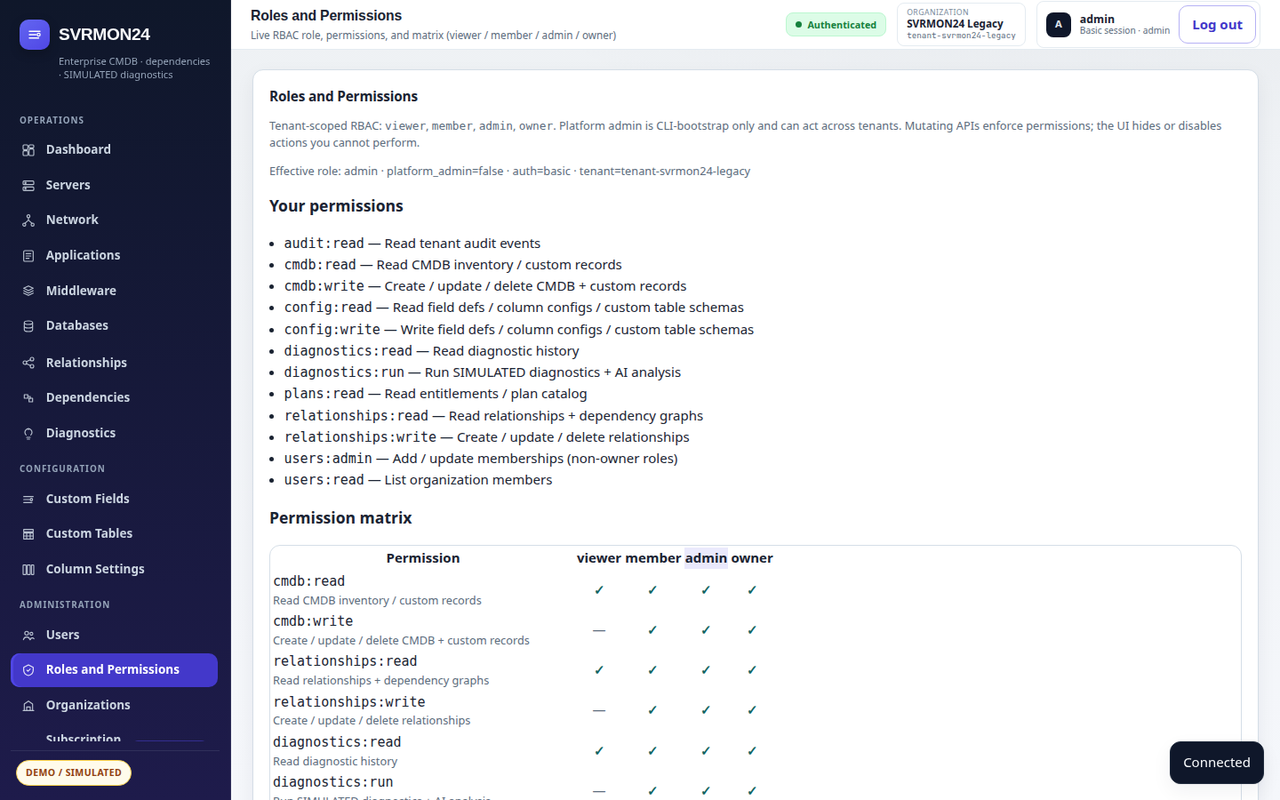 SVRMON24
Enterprise CMDB · dependencies
· SIMULATED diagnostics
OPERATIONS
Dashboard
Servers
Network
Applications
Middleware
Databases
Relationships
Dependencies
Diagnostics
CONFIGURATION
Custom Fields
Custom Tables
Column Settings
ADMINISTRATION
Users
Roles and Permissions
Organizations
Subscription
DEMO / SIMULATED
Roles and Permissions
Live RBAC role, permissions, and matrix (viewer / member / admin / owner)
Authenticated
ORGANIZATION
SVRMON24 Legacy
tenant-svrmon24-legacy
A
admin
Basic session · admin
Log out
Roles and Permissions
Tenant-scoped RBAC: viewer, member, admin, owner. Platform admin is CLI-bootstrap only and can act across tenants. Mutating APIs enforce permissions; the UI hides or disables
actions you cannot perform.
Effective role: admin · platform_admin=false · auth=basic · tenant=tenant-svrmon24-legacy
Your permissions
• audit:read — Read tenant audit events
• cmdb:read — Read CMDB inventory / custom records
• cmdb:write — Create / update / delete CMDB + custom records
• config:read — Read field defs / column configs / custom table schemas
• config:write — Write field defs / column configs / custom table schemas
• diagnostics:read — Read diagnostic history
• diagnostics:run — Run SIMULATED diagnostics + AI analysis
• plans:read — Read entitlements / plan catalog
• relationships:read — Read relationships + dependency graphs
• relationships:write — Create / update / delete relationships
• users:admin — Add / update memberships (non-owner roles)
• users:read — List organization members
Permission matrix
Permission viewer member admin owner
cmdb:read
Read CMDB inventory / custom records
✓ ✓ ✓ ✓
cmdb:write
Create / update / delete CMDB + custom records
— ✓ ✓ ✓
relationships:read
Read relationships + dependency graphs
✓ ✓ ✓ ✓
relationships:write
Create / update / delete relationships
— ✓ ✓ ✓
diagnostics:read
Read diagnostic history
✓ ✓ ✓ ✓
diagnostics:run
Run SIMULATED diagnostics + AI analysis
— ✓ ✓ ✓
Connected